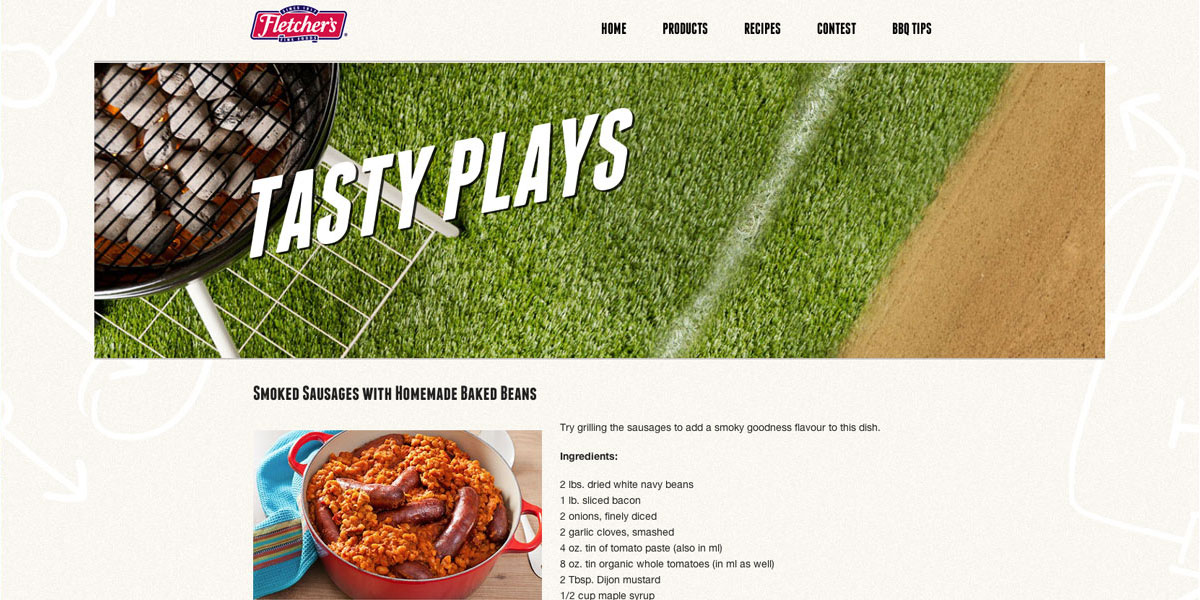 SINCE 1917
Fletcher's
FINE FOODS
HOME PRODUCTS RECIPES CONTEST BBQ TIPS
TASTY PLAYS
Smoked Sausages with Homemade Baked Beans
Try grilling the sausages to add a smoky goodness flavour to this dish.
Ingredients:
2 lbs. dried white navy beans
1 lb. sliced bacon
2 onions, finely diced
2 garlic cloves, smashed
4 oz. tin of tomato paste (also in ml)
8 oz. tin organic whole tomatoes (in ml as well)
2 Tbsp. Dijon mustard
1/2 cup maple syrup